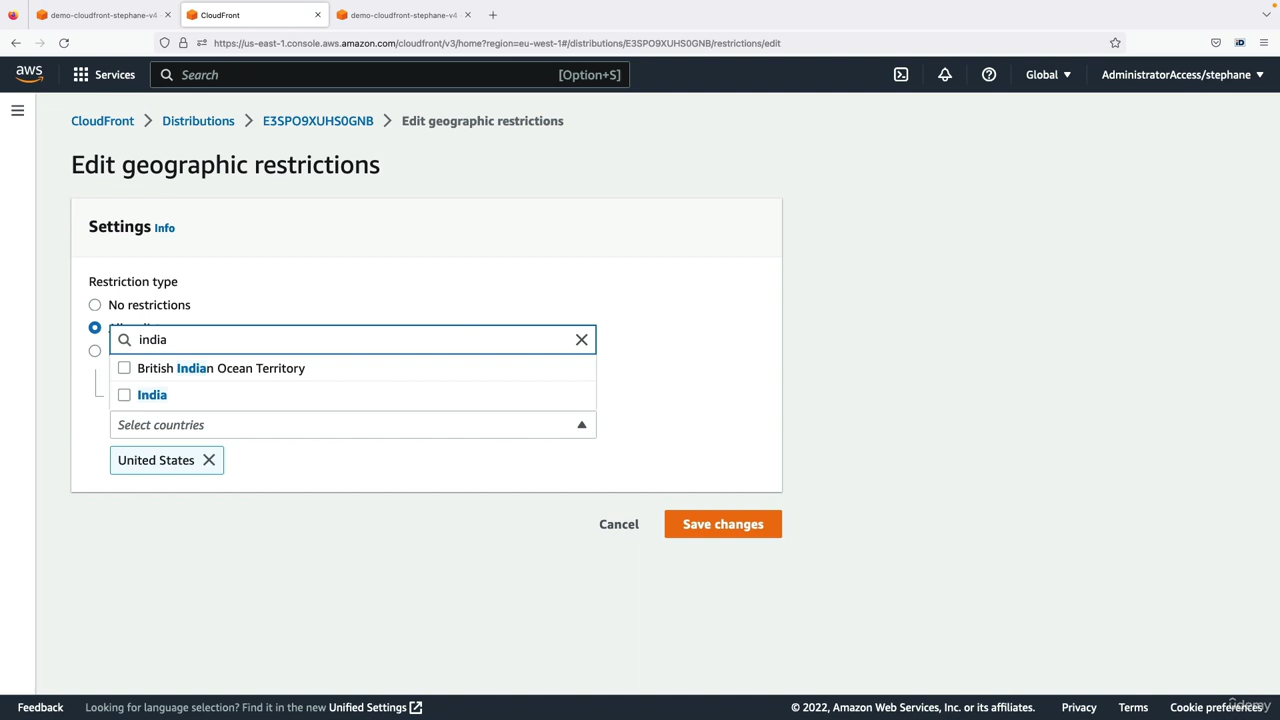 demo-cloudfront-stephane-v4
CloudFront
demo-cloudfront-stephane-v4
https://us-east-1.console.aws.amazon.com/cloudfront/v3/home?region=eu-west-1#/distributions/E3SPO9XUHS0GNB/restrictions/edit
aws
Services
Search
[Option+S]
Global
AdministratorAccess/stephane
CloudFront
Distributions
E3SPO9XUHS0GNB
Edit geographic restrictions
Edit geographic restrictions
Settings Info
Restriction type
No restrictions
india
British Indian Ocean Territory
India
Select countries
United States
Cancel
Save changes
Feedback
Looking for language selection? Find it in the new Unified Settings
© 2022, Amazon Web Services, Inc. or its affiliates.
Privacy
Terms
Cookie preferences
ûdemy